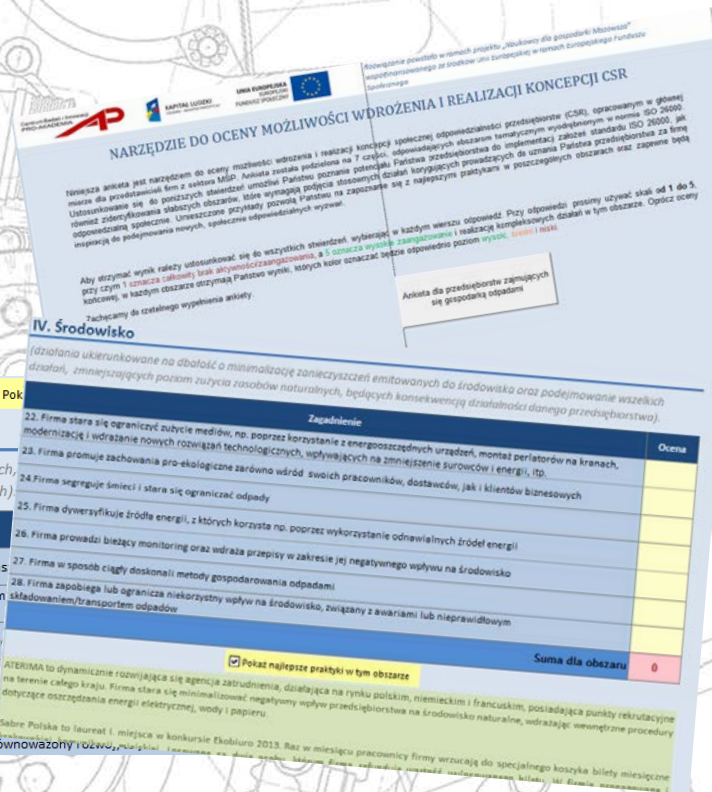 Rozwiązanie powstało w ramach projektu „Naukowcy dla gospodarki Mazowsza”
współfinansowanego ze środków Unii Europejskiej w ramach Europejskiego Funduszu
Społecznego
Centrum Badań i Innowacji
PRO-AKADEMIA
KAPITAŁ LUDZKI
UNIA EUROPEJSKA
EUROPEJSKI
FUNDUSZ SPOŁECZNY
NARZĘDZIE DO OCENY MOŻLIWOŚCI WDROŻENIA I REALIZACJI KONCEPCJI CSR
Niniejsza ankieta jest narzędziem do oceny możliwości wdrożenia i realizacji koncepcji społecznej odpowiedzialności przedsiębiorstw (CSR), opracowanym w głównej
mierze dla przedstawicieli firm z sektora MŚP. Ankieta została podzielona na 7 części, odpowiadających obszarom tematycznym wyodrębnionym w normie ISO 26000.
Ustosunkowanie się do poniższych stwierdzeń umożliwi Państwu poznanie potencjału Państwa przedsiębiorstwa do implementacji założeń standardu ISO 26000, jak
również zidentyfikowania słabszych obszarów, które wymagają podjęcia stosownych działań korygujących prowadzących do uznania Państwa przedsiębiorstwa za firmę
odpowiedzialną społecznie. Umieszczone przykłady pozwolą Państwu na zapoznanie się z najlepszymi praktykami w poszczególnych obszarach oraz zapewne będą
inspiracją do podejmowania nowych, społecznie odpowiedzialnych wyzwań.
Aby otrzymać wynik należy ustosunkować się do wszystkich stwierdzeń, wybierając w każdym wierszu odpowiedź. Przy odpowiedzi prosimy używać skali od 1 do 5,
przy czym 1 oznacza całkowity brak aktywności/zaangażowania, a 5 oznacza wysokie zaangażowanie i realizację kompleksowych działań w tym obszarze. Oprócz oceny
końcowej, w każdym obszarze otrzymają Państwo wyniki, których kolor oznaczać będzie odpowiednio poziom wysoki, średni i niski.
Zachęcamy do rzetelnego wypełnienia ankiety.
Ankieta dla przedsiębiorstw zajmujących
się gospodarką odpadami
IV. Środowisko
(działania ukierunkowane na dbałość o minimalizację zanieczyszczeń emitowanych do środowiska oraz podejmowanie wszelkich
działań, zmniejszających poziom zużycia zasobów naturalnych, będących konsekwencją działalności danego przedsiębiorstwa).
Pok
Zagadnienie
Ocena
22. Firma stara się ograniczyć zużycie mediów, np. poprzez korzystanie z energooszczędnych urządzeń, montaż perlatorów na kranach,
modernizację i wdrażanie nowych rozwiązań technologicznych, wpływających na zmniejszenie surowców i energii, itp.
23. Firma promuje zachowania pro-ekologiczne zarówno wśród swoich pracowników, dostawców, jak i klientów biznesowych
24.Firma segreguje śmieci i stara się ograniczać odpady
25. Firma dywersyfikuje źródła energii, z których korzysta np. poprzez wykorzystanie odnawialnych źródeł energii
26. Firma prowadzi bieżący monitoring oraz wdraża przepisy w zakresie jej negatywnego wpływu na środowisko
27. Firma w sposób ciągły doskonali metody gospodarowania odpadami
28. Firma zapobiega lub ogranicza niekorzystny wpływ na środowisko, związany z awariami lub nieprawidłowym
składowaniem/transportem odpadów
Suma dla obszaru 0
Pokaż najlepsze praktyki w tym obszarze
ATERIMA to dynamicznie rozwijająca się agencja zatrudnienia, działająca na rynku polskim, niemieckim i francuskim, posiadająca punkty rekrutacyjne
na terenie całego kraju. Firma stara się minimalizować negatywny wpływ przedsiębiorstwa na środowisko naturalne, wdrażając wewnętrzne procedury
dotyczące oszczędzania energii elektrycznej, wody i papieru.
Sabre Polska to laureat I. miejsca w konkursie Ekobiuro 2013. Raz w miesiącu pracownicy firmy wrzucają do specjalnego koszyka bilety miesięczne
ównoważony rozwój